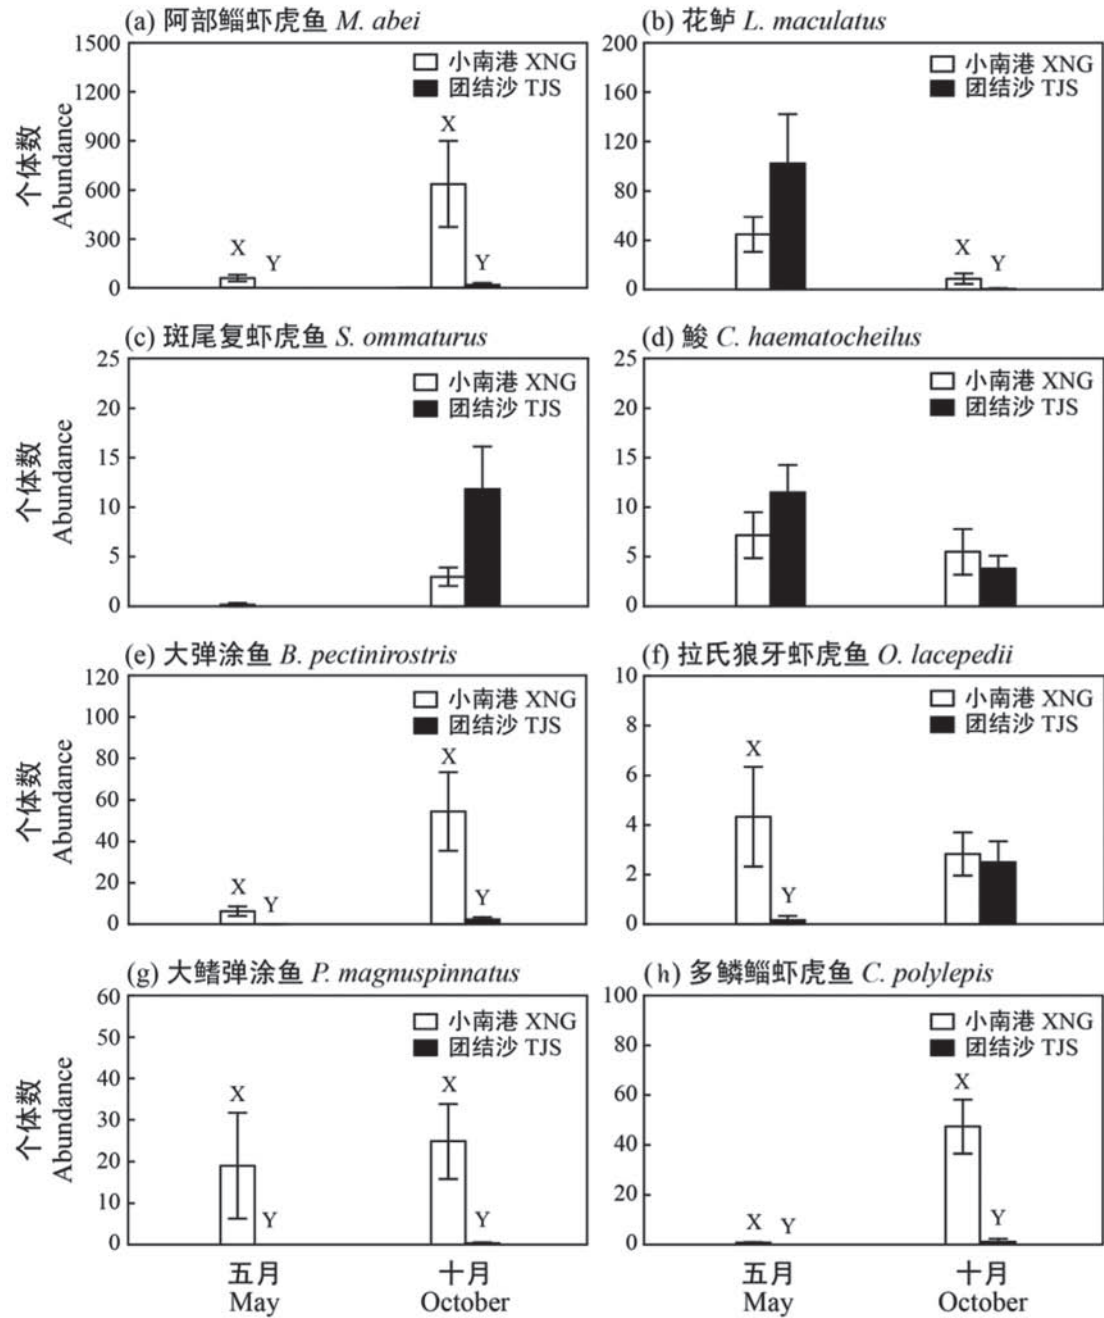 (a) 阿部鲻虾虎鱼 M. abei
1500
1200
900
600
300
0
个体数
Abundance
小南港 XNG
团结沙 TJS
X
Y
X
Y
(b) 花鲈 L. maculatus
200
160
120
80
40
0
小南港 XNG
团结沙 TJS
X
Y
(c) 斑尾复虾虎鱼 S. ommaturus
25
20
15
10
5
0
个体数
Abundance
小南港 XNG
团结沙 TJS
(d) 鮻 C. haematocheilus
25
20
15
10
5
0
小南港 XNG
团结沙 TJS
(e) 大弹涂鱼 B. pectinirostris
120
100
80
60
40
20
0
个体数
Abundance
小南港 XNG
团结沙 TJS
X
Y
X
Y
(f) 拉氏狼牙虾虎鱼 O. lacepedii
10
8
6
4
2
0
小南港 XNG
团结沙 TJS
X
Y
(g) 大鳍弹涂鱼 P. magnuspinnatus
60
50
40
30
20
10
0
个体数
Abundance
小南港 XNG
团结沙 TJS
X
Y
X
Y
五月
May
十月
October
(h) 多鳞鲻虾虎鱼 C. polylepis
100
80
60
40
20
0
小南港 XNG
团结沙 TJS
X
Y
X
Y
五月
May
十月
October